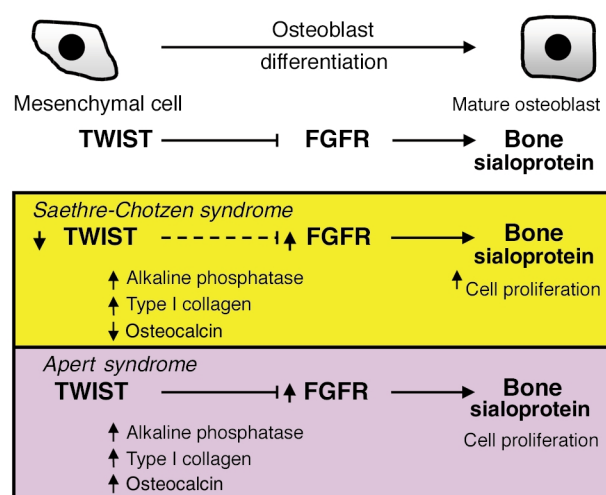 Osteoblast
differentiation
Mesenchymal cell
Mature osteoblast
TWIST FGFR Bone
sialoprotein
Saethre-Chotzen syndrome
TWIST FGFR Bone
sialoprotein
Alkaline phosphatase
Cell proliferation
Type I collagen
Osteocalcin
Apert syndrome
TWIST FGFR Bone
sialoprotein
Alkaline phosphatase
Cell proliferation
Type I collagen
Osteocalcin